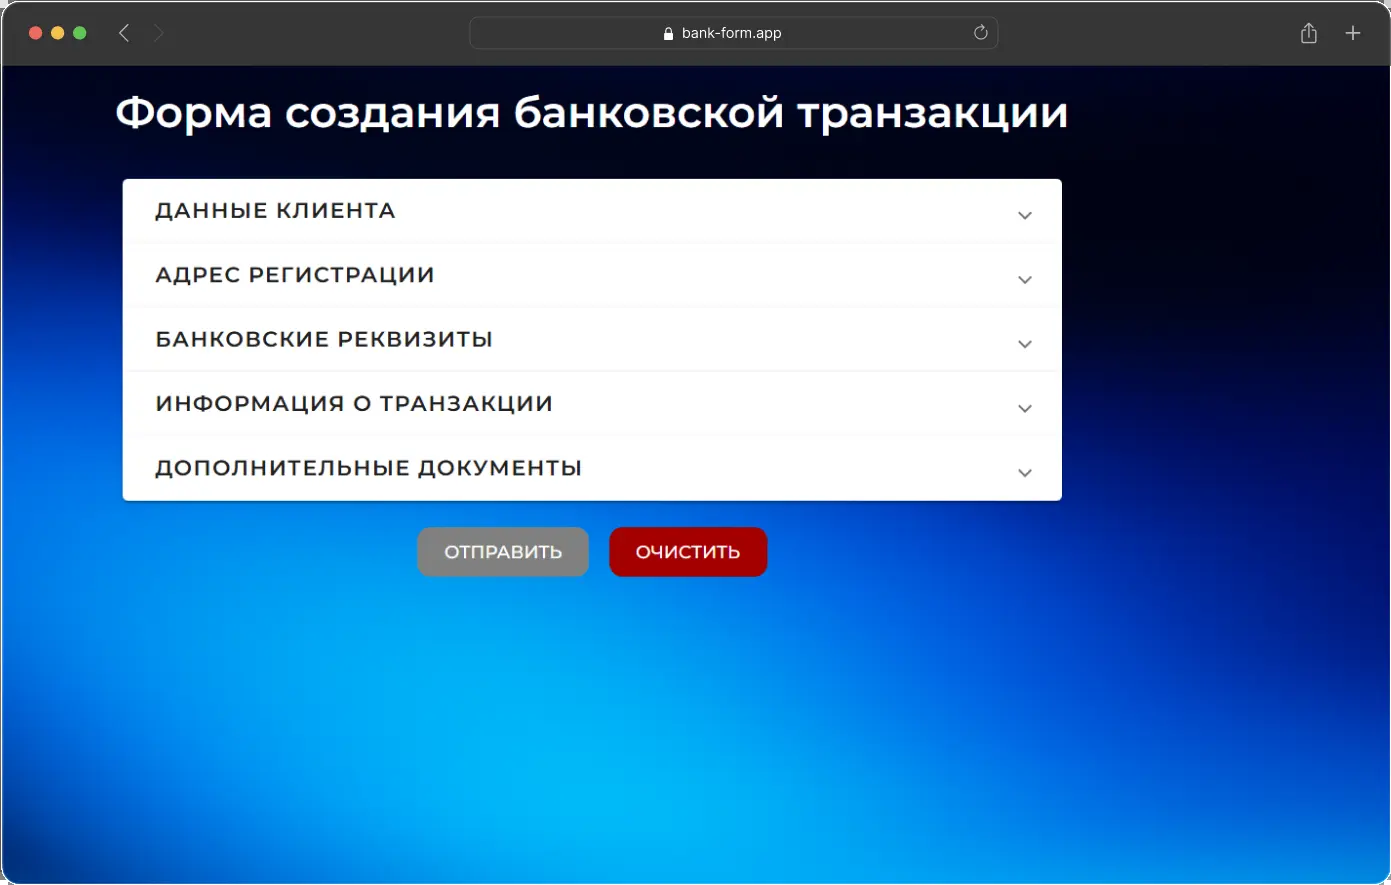 bank-form.app
Форма создания банковской транзакции
ДАННЫЕ КЛИЕНТА
АДРЕС РЕГИСТРАЦИИ
БАНКОВСКИЕ РЕКВИЗИТЫ
ИНФОРМАЦИЯ О ТРАНЗАКЦИИ
ДОПОЛНИТЕЛЬНЫЕ ДОКУМЕНТЫ
ОТПРАВИТЬ ОЧИСТИТЬ